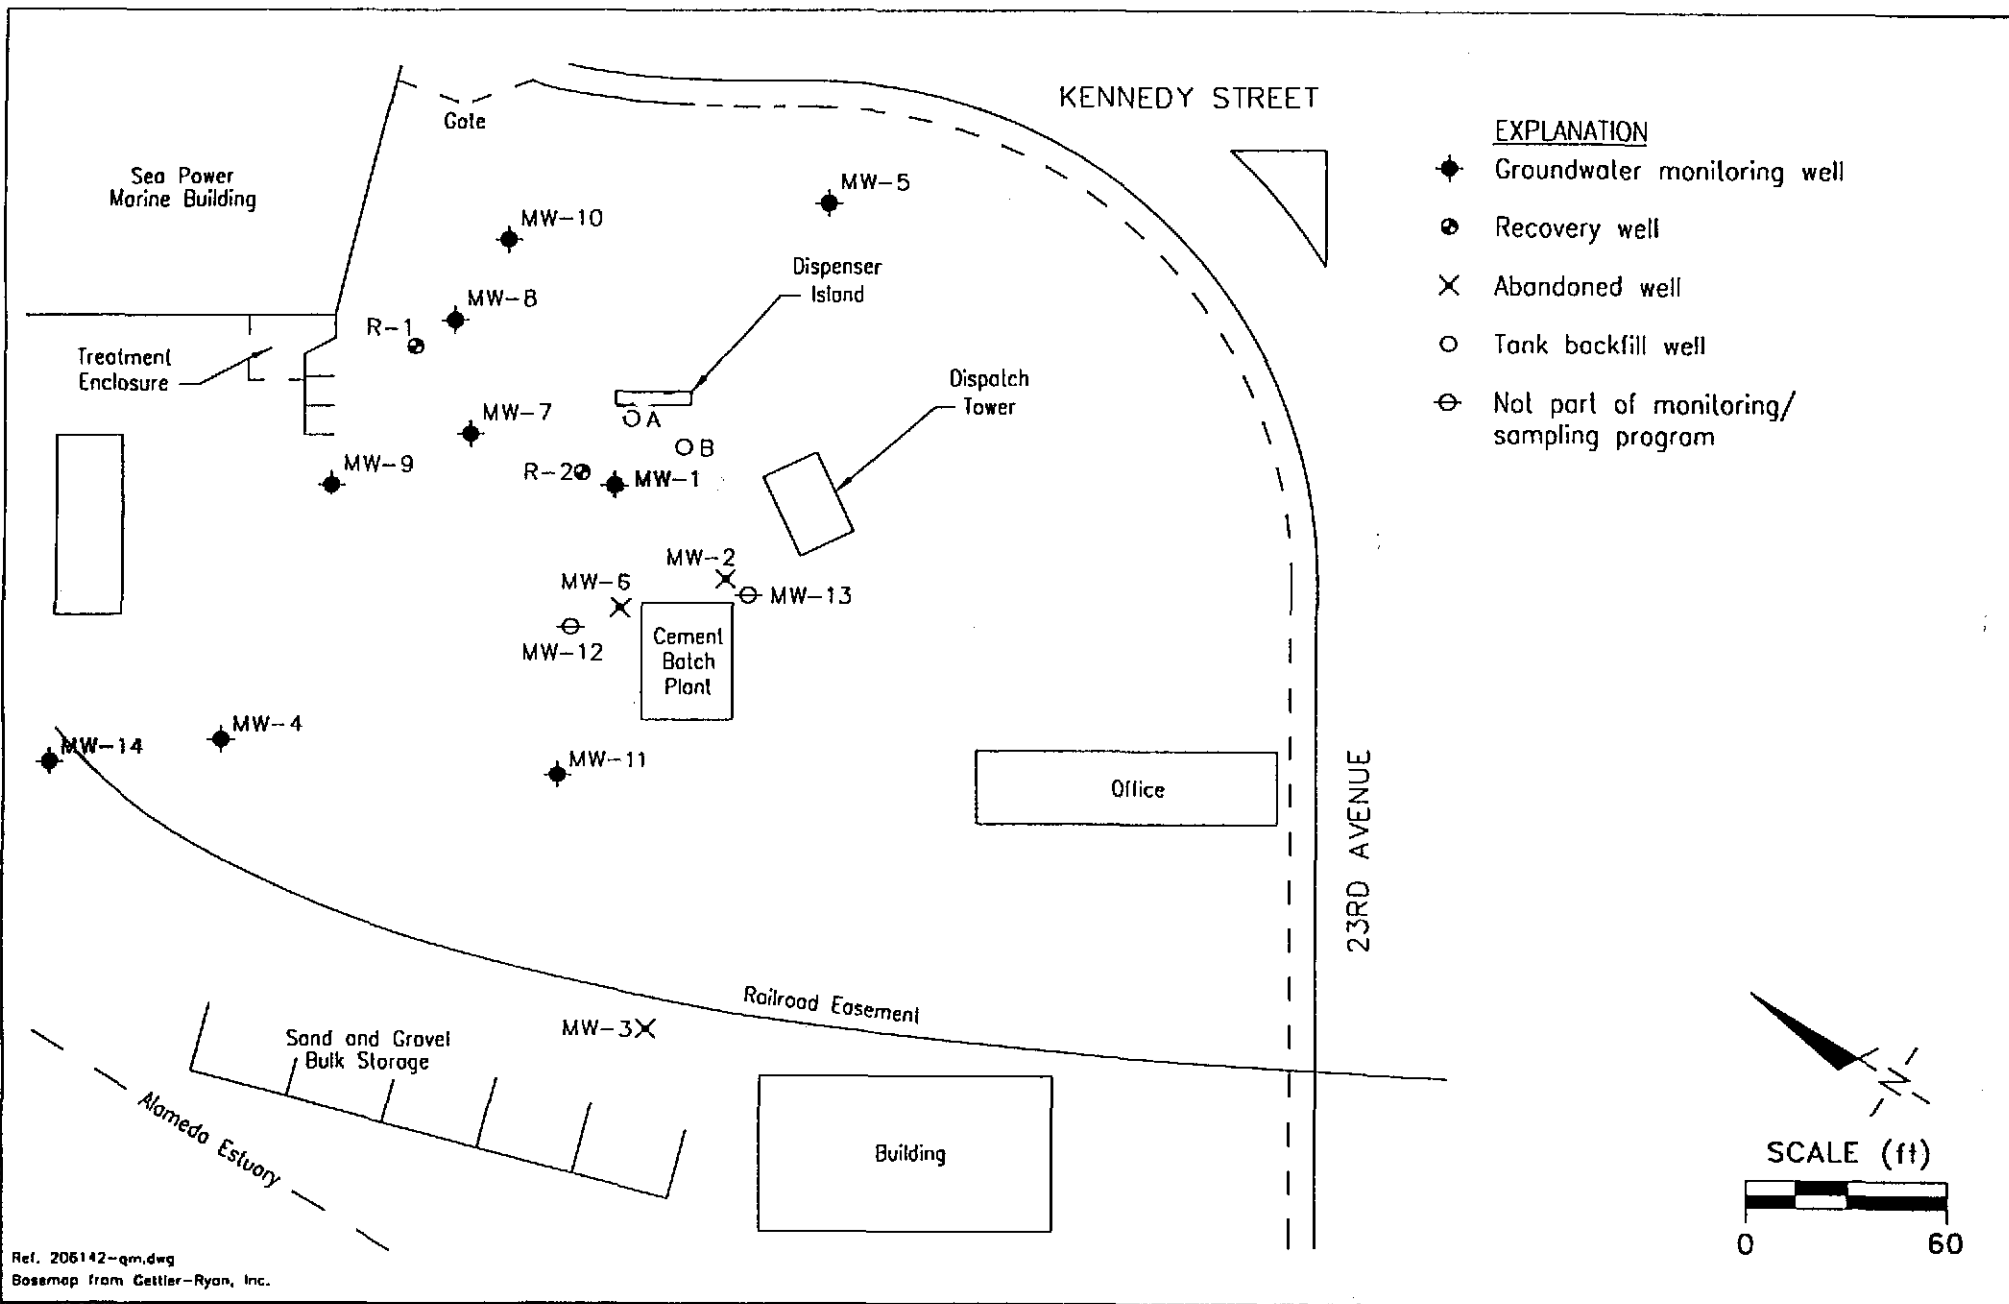 KENNEDY STREET
Gate
Sea Power
Marine Building
MW-5
MW-10
Dispenser
Island
MW-8
R-1
Treatment
Enclosure
A
Dispatch
Tower
MW-7
B
MW-9
R-2
MW-1
MW-2
MW-6
MW-13
MW-12
Cement
Batch
Plant
MW-4
MW-14
MW-11
Office
23RD AVENUE
Railroad Easement
MW-3
Sand and Gravel
Bulk Storage
Alameda Estuary
Building
EXPLANATION
Groundwater monitoring well
Recovery well
Abandoned well
Tank backfill well
Not part of monitoring/
sampling program
N
SCALE (ft)
0 60
Ref. 206142-qm.dwg
Basemap from Gettler-Ryan, Inc.